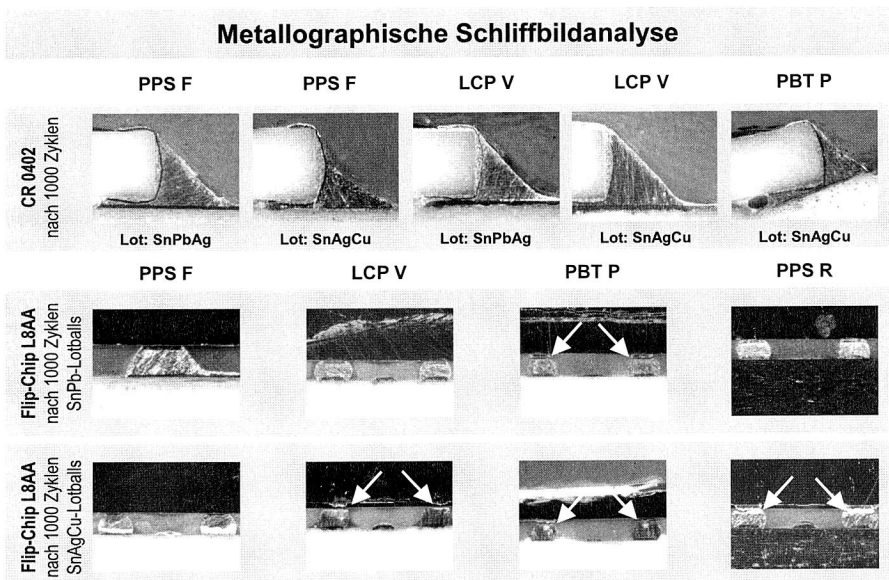 Metallographische Schliffbildanalyse
PPS F PPS F LCP V LCP V PBT P
CR 0402
nach 1000 Zyklen
Lot: SnPbAg Lot: SnAgCu Lot: SnPbAg Lot: SnAgCu Lot: SnAgCu
PPS F LCP V PBT P PPS R
Flip-Chip L8AA
nach 1000 Zyklen
SnPb-Lotballs
Flip-Chip L8AA
nach 1000 Zyklen
SnAgCu-Lotballs